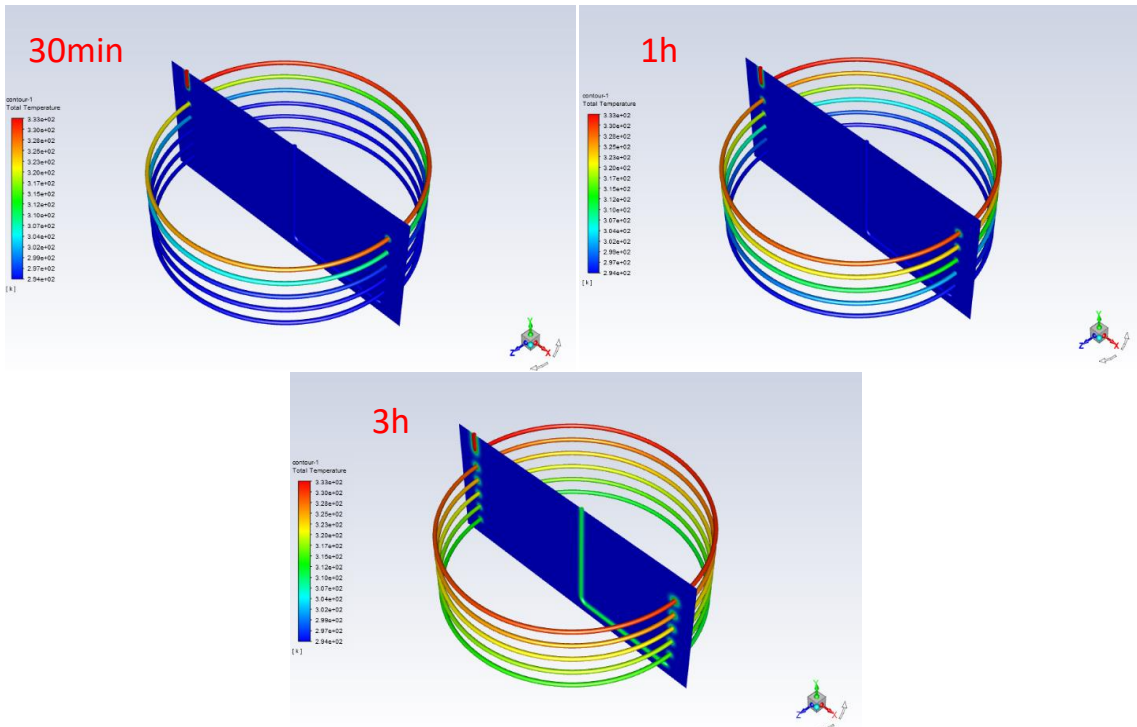 30min
contour-1
Total Temperature
3.33e+02
3.30e+02
3.28e+02
3.25e+02
3.23e+02
3.20e+02
3.17e+02
3.15e+02
3.12e+02
3.10e+02
3.07e+02
3.04e+02
3.02e+02
2.99e+02
2.97e+02
2.94e+02
[ k ]
Y
Z X
1h
contour-1
Total Temperature
3.33e+02
3.30e+02
3.28e+02
3.25e+02
3.23e+02
3.20e+02
3.17e+02
3.15e+02
3.12e+02
3.10e+02
3.07e+02
3.04e+02
3.02e+02
2.99e+02
2.97e+02
2.94e+02
[ k ]
Y
Z X
3h
contour-1
Total Temperature
3.33e+02
3.30e+02
3.28e+02
3.25e+02
3.23e+02
3.20e+02
3.17e+02
3.15e+02
3.12e+02
3.10e+02
3.07e+02
3.04e+02
3.02e+02
2.99e+02
2.97e+02
2.94e+02
[ k ]
Y
Z X